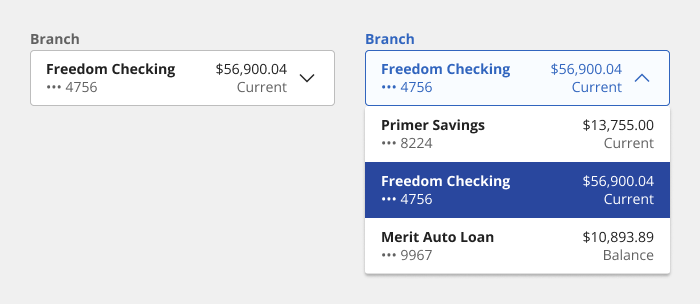 Branch
Freedom Checking $56,900.04
••• 4756 Current
Branch
Freedom Checking $56,900.04
••• 4756 Current
Primer Savings $13,755.00
••• 8224 Current
Freedom Checking $56,900.04
••• 4756 Current
Merit Auto Loan $10,893.89
••• 9967 Balance